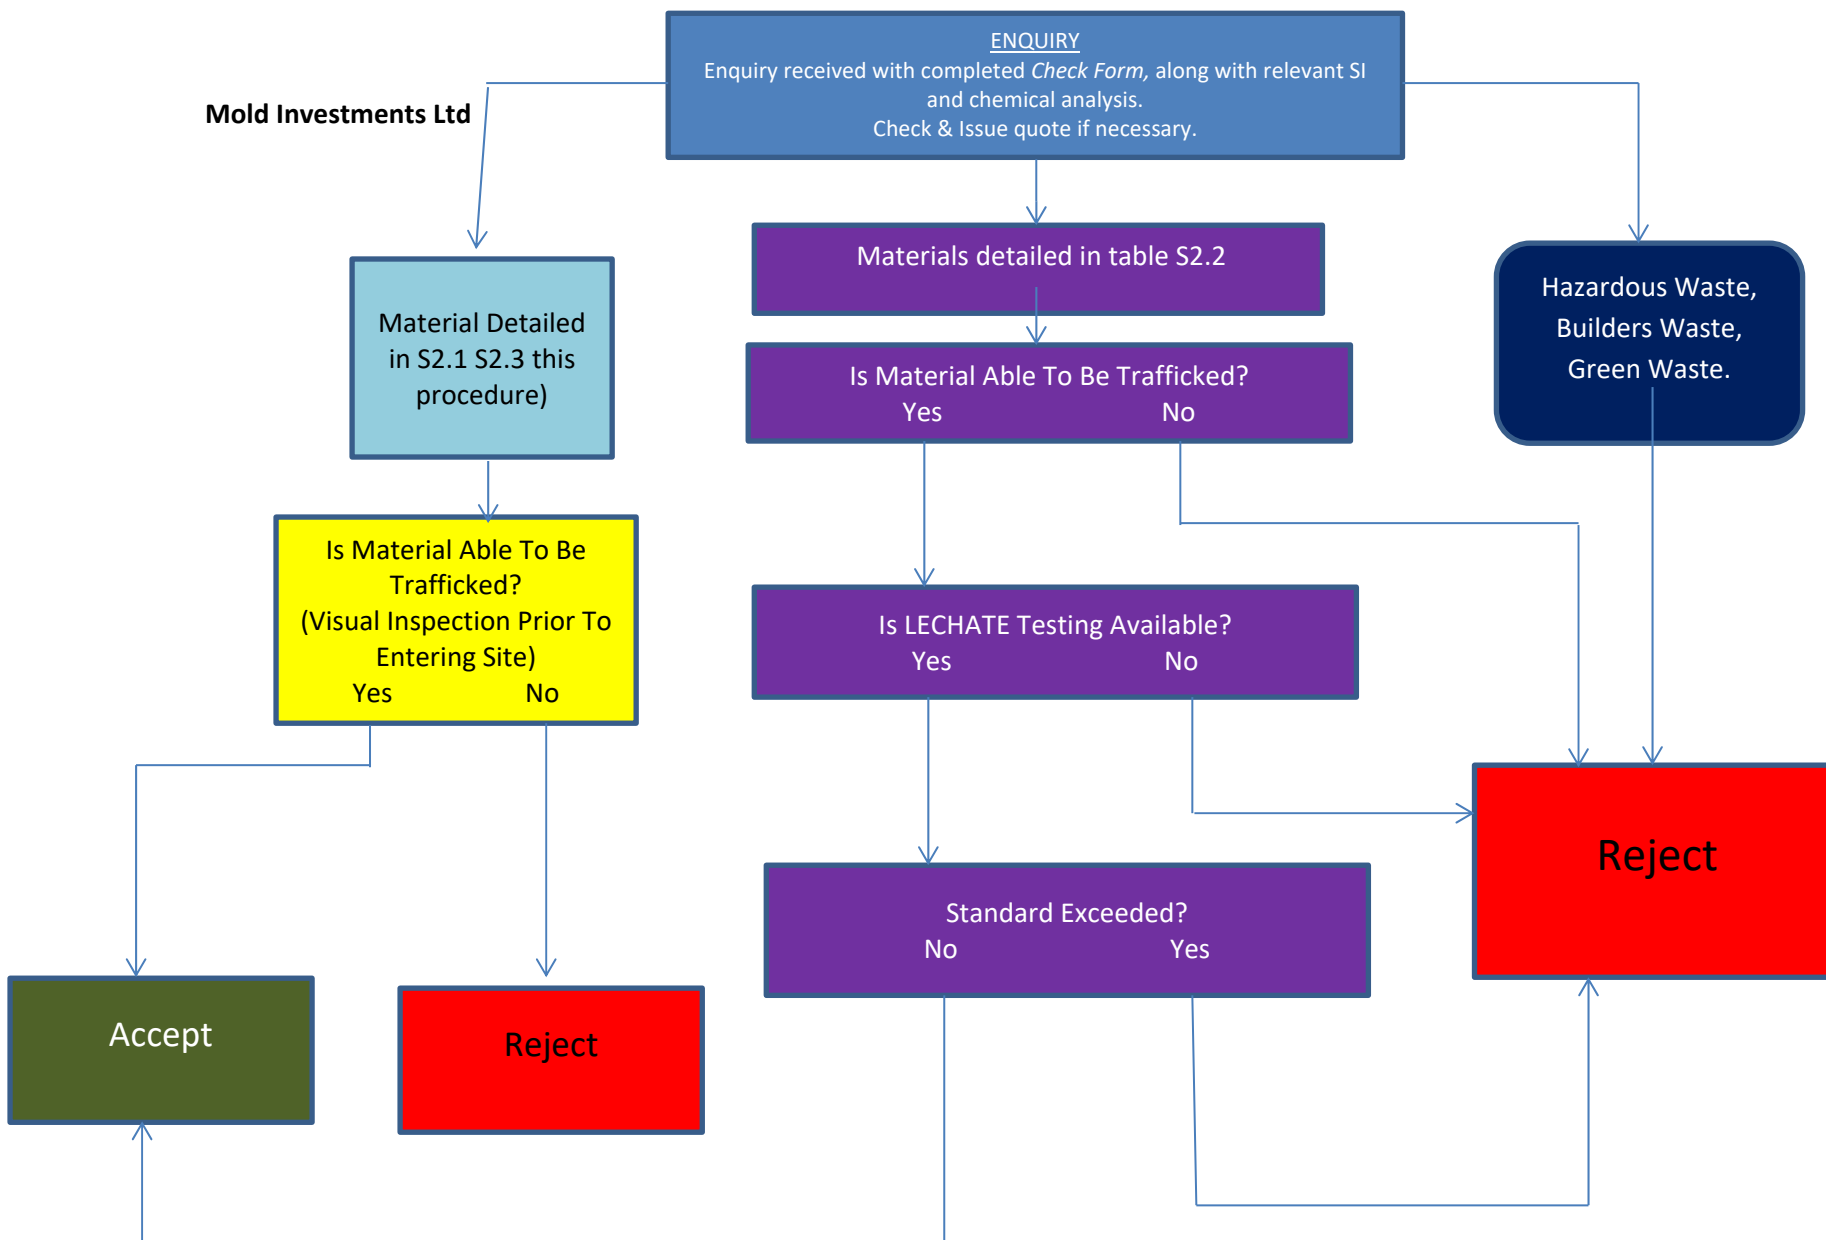 ENQUIRY
Enquiry received with completed Check Form, along with relevant SI
and chemical analysis.
Check & Issue quote if necessary.
Mold Investments Ltd
Materials detailed in table S2.2
Hazardous Waste,
Builders Waste,
Green Waste.
Material Detailed
in S2.1 S2.3 this
procedure)
Is Material Able To Be Trafficked?
Yes No
Is Material Able To Be
Trafficked?
(Visual Inspection Prior To
Entering Site)
Yes No
Is LECHATE Testing Available?
Yes No
Reject
Standard Exceeded?
No Yes
Accept
Reject